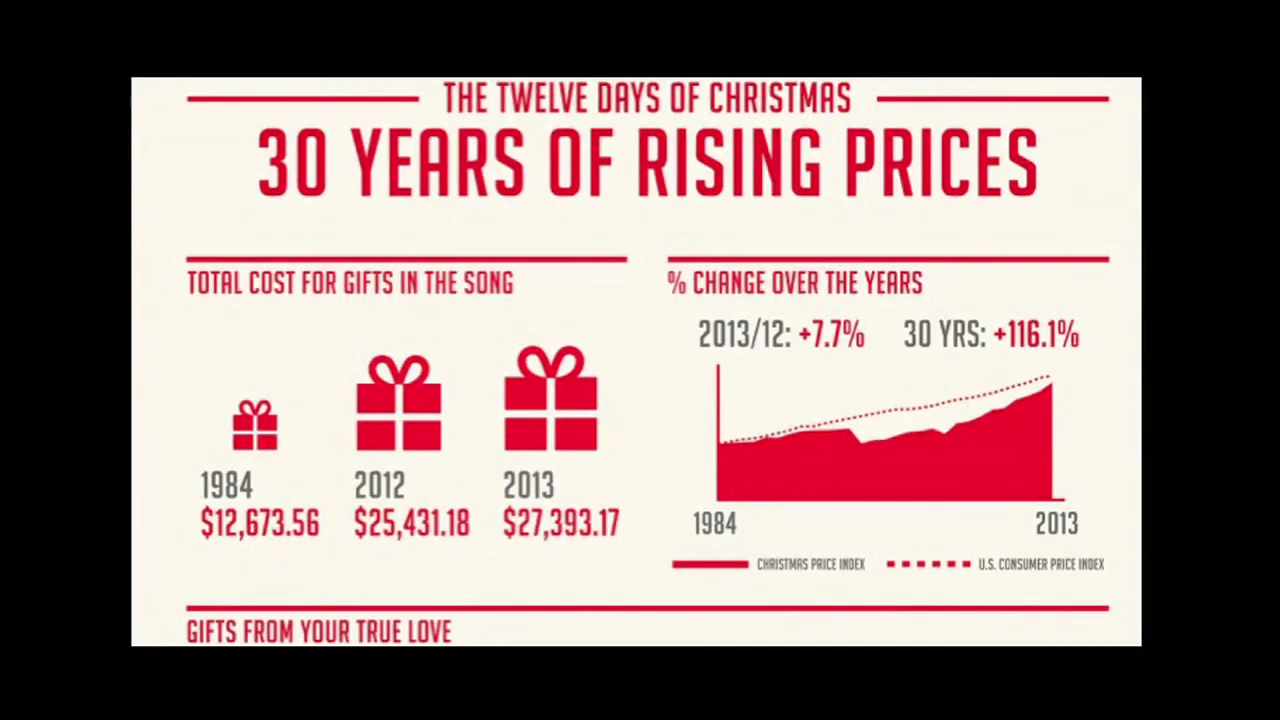 THE TWELVE DAYS OF CHRISTMAS
30 YEARS OF RISING PRICES
TOTAL COST FOR GIFTS IN THE SONG
1984
$12,673.56
2012
$25,431.18
2013
$27,393.17
% CHANGE OVER THE YEARS
2013/12: +7.7%
30 YRS: +116.1%
1984
2013
CHRISTMAS PRICE INDEX
U.S. CONSUMER PRICE INDEX
GIFTS FROM YOUR TRUE LOVE